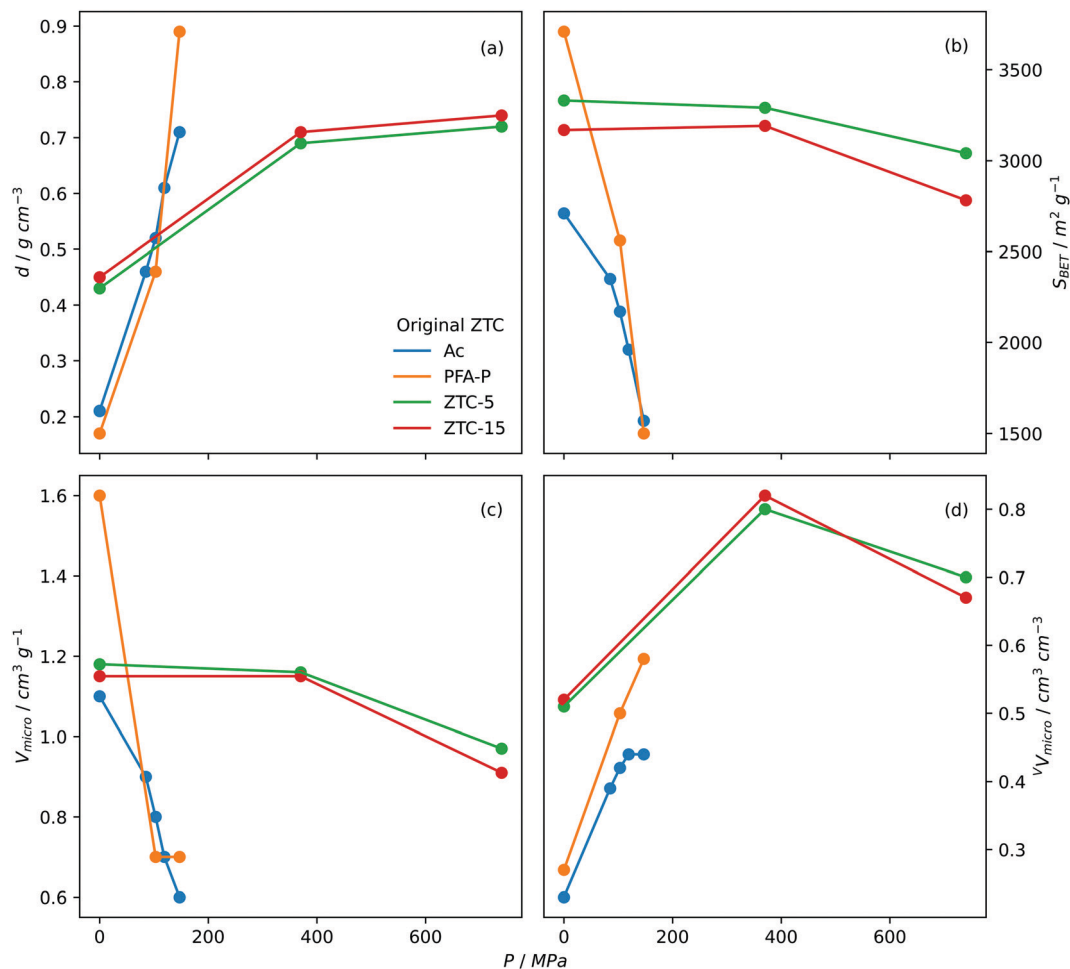 0.9
0.8
0.7
0.6
0.5
0.4
0.3
0.2
d / g cm⁻³
(a)
Original ZTC
Ac
PFA-P
ZTC-5
ZTC-15
0
200
400
600
(b)
3500
3000
2500
2000
1500
S_BET / m² g⁻¹
0
200
400
600
1.6
1.4
1.2
1.0
0.8
0.6
V_micro / cm³ g⁻¹
(c)
0
200
400
600
(d)
0.8
0.7
0.6
0.5
0.4
0.3
ᵛV_micro / cm³ cm⁻³
0
200
400
600
P / MPa